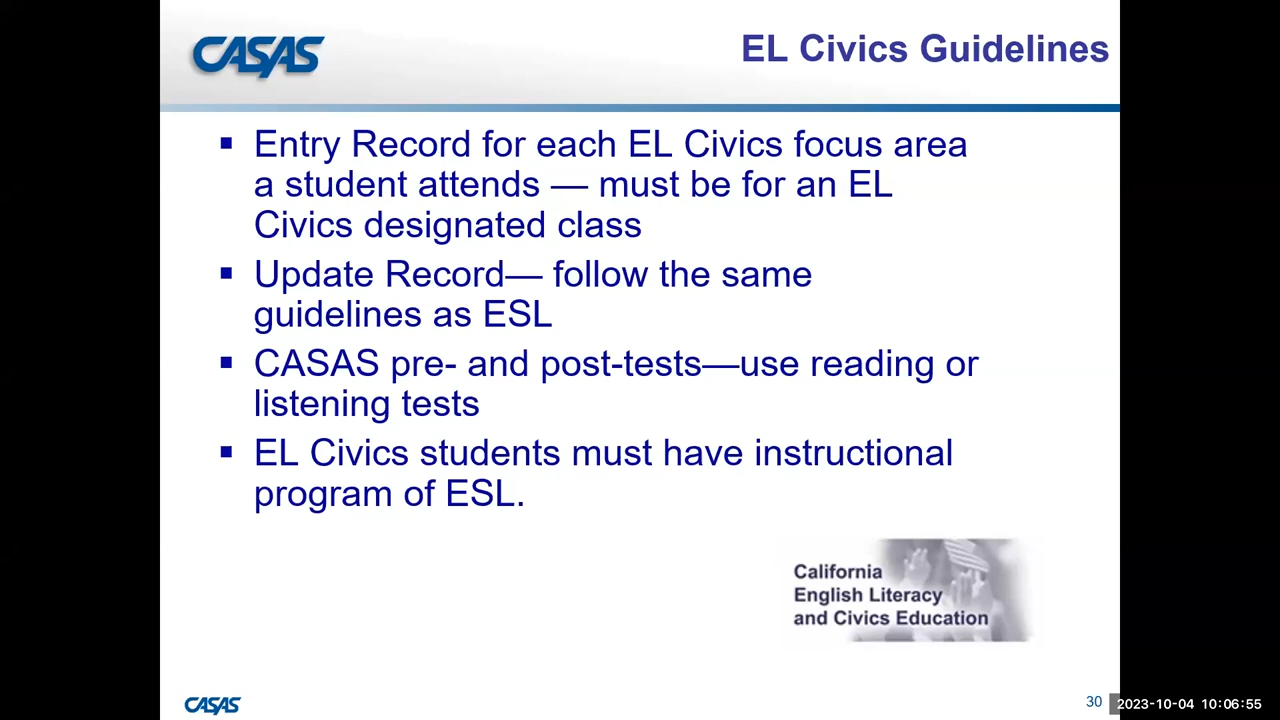 CASAS
EL Civics Guidelines
▪ Entry Record for each EL Civics focus area
a student attends — must be for an EL
Civics designated class
▪ Update Record— follow the same
guidelines as ESL
▪ CASAS pre- and post-tests—use reading or
listening tests
▪ EL Civics students must have instructional
program of ESL.
California
English Literacy
and Civics Education
CASAS
30
2023-10-04 10:06:55